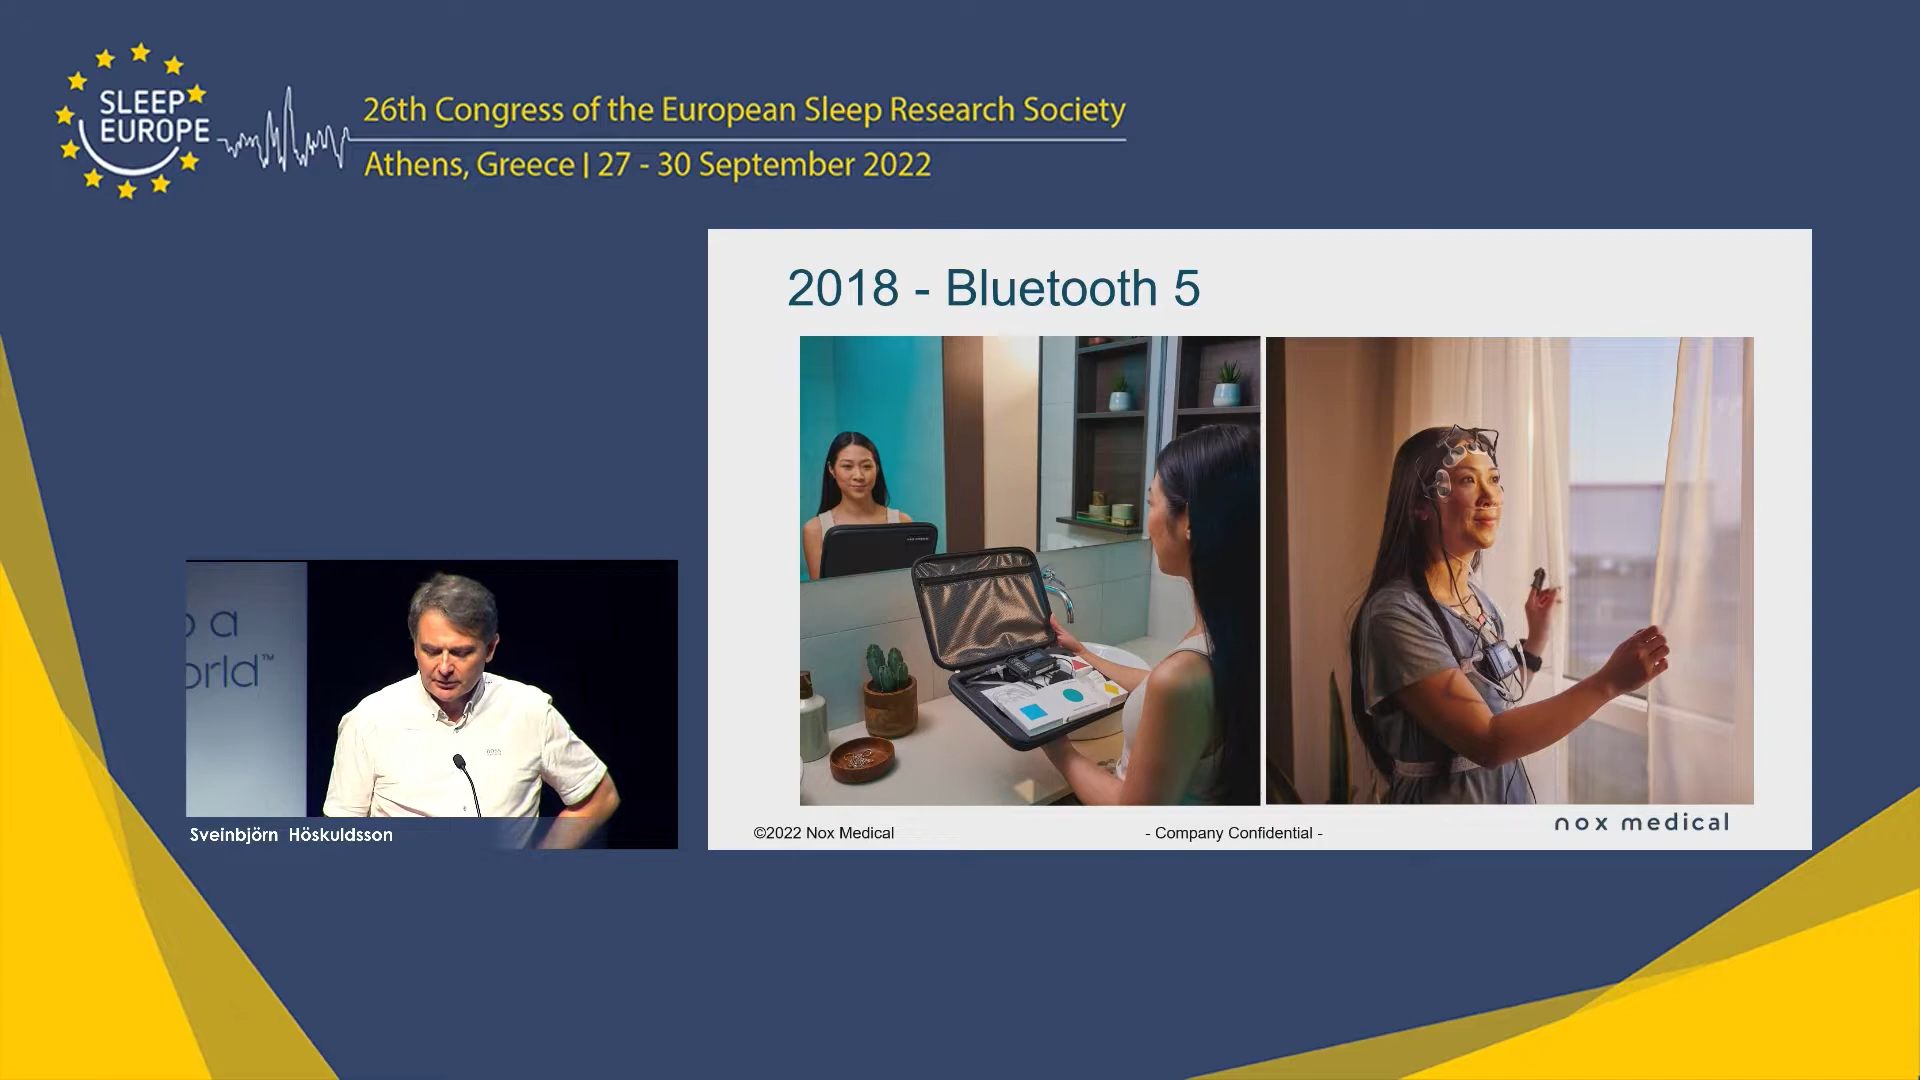 SLEEP
EUROPE
26th Congress of the European Sleep Research Society
Athens, Greece | 27 - 30 September 2022
2018 - Bluetooth 5
a
orld™
Sveinbjörn Höskuldsson
©2022 Nox Medical
- Company Confidential -
nox medical